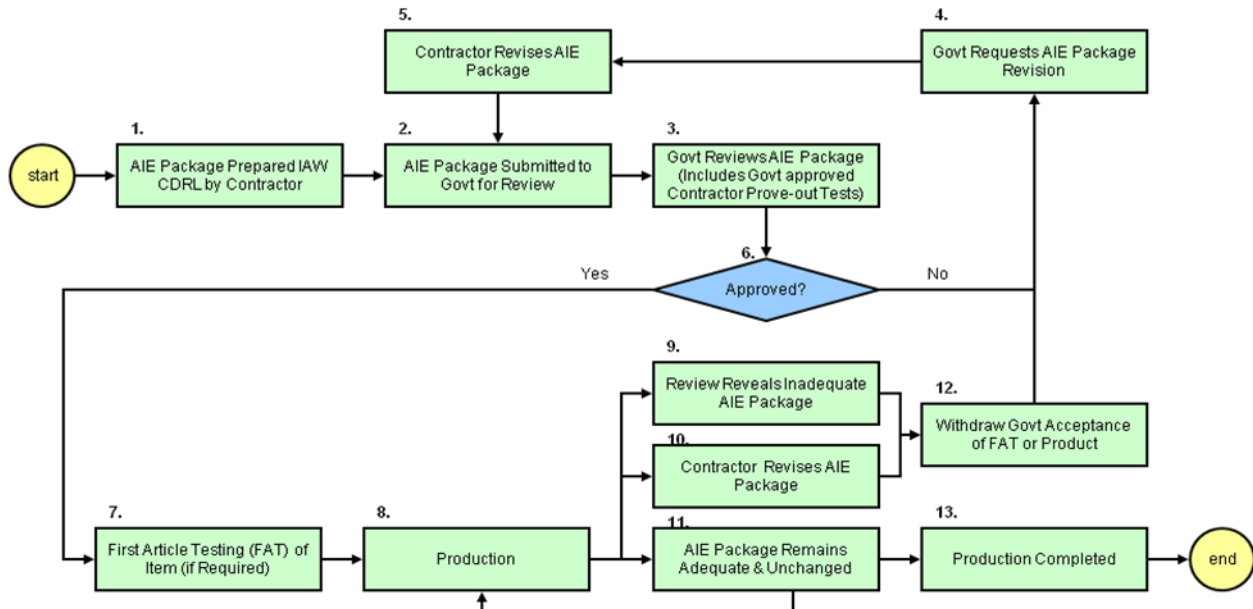 5.
Contractor Revises AIE
Package
4.
Govt Requests AIE Package
Revision
start
1.
AIE Package Prepared IAW
CDRL by Contractor
2.
AIE Package Submitted to
Govt for Review
3.
Govt Reviews AIE Package
(Includes Govt approved
Contractor Prove-out Tests)
6.
Yes
Approved?
No
9.
Review Reveals Inadequate
AIE Package
10.
Contractor Revises AIE
Package
12.
Withdraw Govt Acceptance
of FAT or Product
7.
First Article Testing (FAT) of
Item (if Required)
8.
Production
11.
AIE Package Remains
Adequate & Unchanged
13.
Production Completed
end